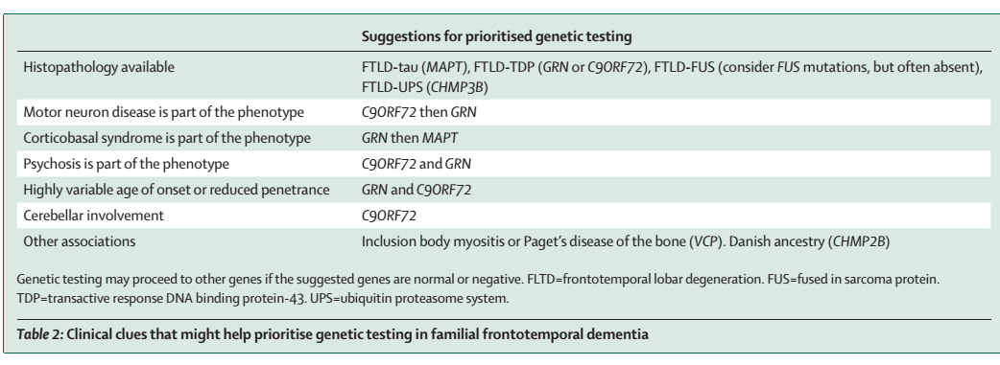 Suggestions for prioritised genetic testing
Histopathology available FTLD-tau (MAPT), FTLD-TDP (GRN or C9ORF72), FTLD-FUS (consider FUS mutations, but often absent),
FTLD-UPS (CHMP3B)
Motor neuron disease is part of the phenotype C9ORF72 then GRN
Corticobasal syndrome is part of the phenotype GRN then MAPT
Psychosis is part of the phenotype C9ORF72 and GRN
Highly variable age of onset or reduced penetrance GRN and C9ORF72
Cerebellar involvement C9ORF72
Other associations Inclusion body myositis or Paget's disease of the bone (VCP). Danish ancestry (CHMP2B)
Genetic testing may proceed to other genes if the suggested genes are normal or negative. FLTD=frontotemporal lobar degeneration. FUS=fused in sarcoma protein.
TDP=transactive response DNA binding protein-43. UPS=ubiquitin proteasome system.
Table 2: Clinical clues that might help prioritise genetic testing in familial frontotemporal dementia